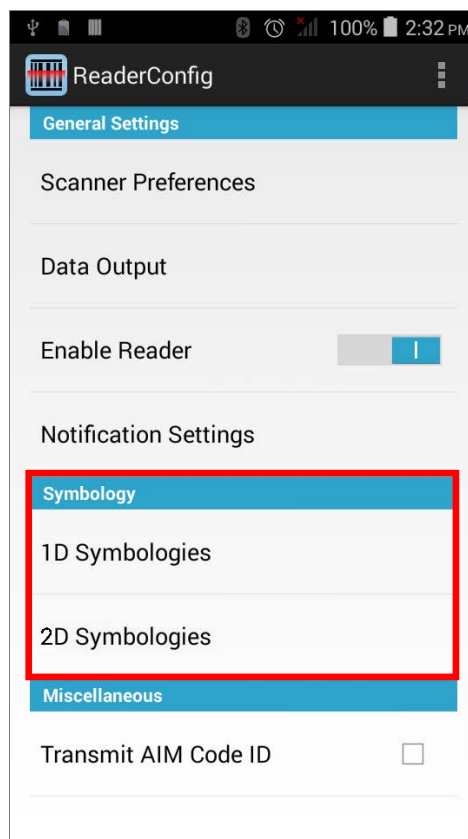 100% 2:32 PM
ReaderConfig
General Settings
Scanner Preferences
Data Output
Enable Reader
Notification Settings
Symbology
1D Symbologies
2D Symbologies
Miscellaneous
Transmit AIM Code ID